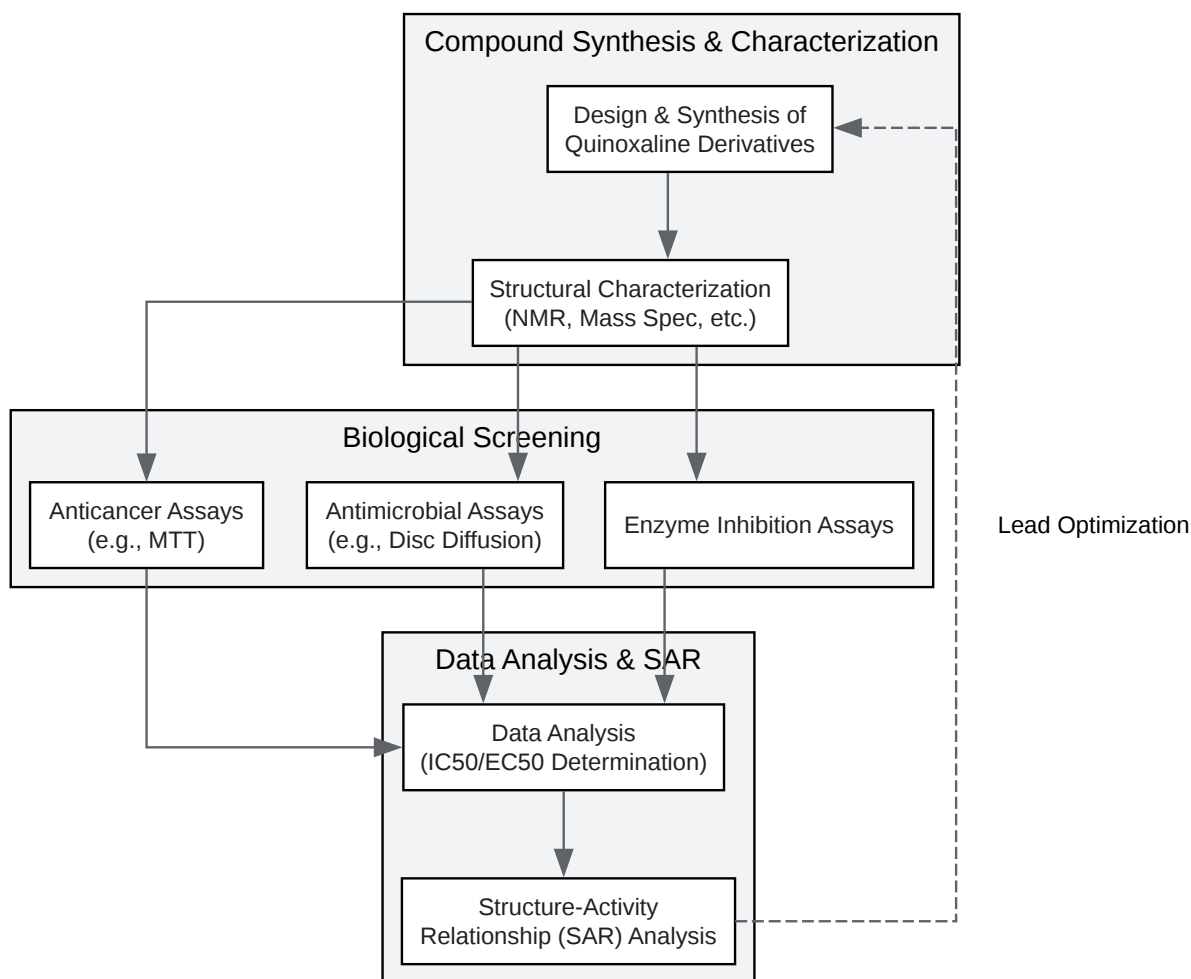 Compound Synthesis & Characterization
Design & Synthesis of
Quinoxaline Derivatives
Structural Characterization
(NMR, Mass Spec, etc.)
Biological Screening
Anticancer Assays
(e.g., MTT)
Antimicrobial Assays
(e.g., Disc Diffusion)
Enzyme Inhibition Assays
Lead Optimization
Data Analysis & SAR
Data Analysis
(IC50/EC50 Determination)
Structure-Activity
Relationship (SAR) Analysis